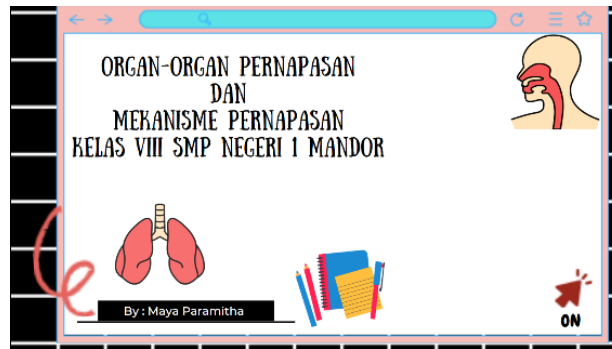 ORGAN-ORGAN PERNAPASAN
DAN
MEKANISME PERNAPASAN
KELAS VIII SMP NEGERI 1 MANDOR
By : Maya Paramitha
ON